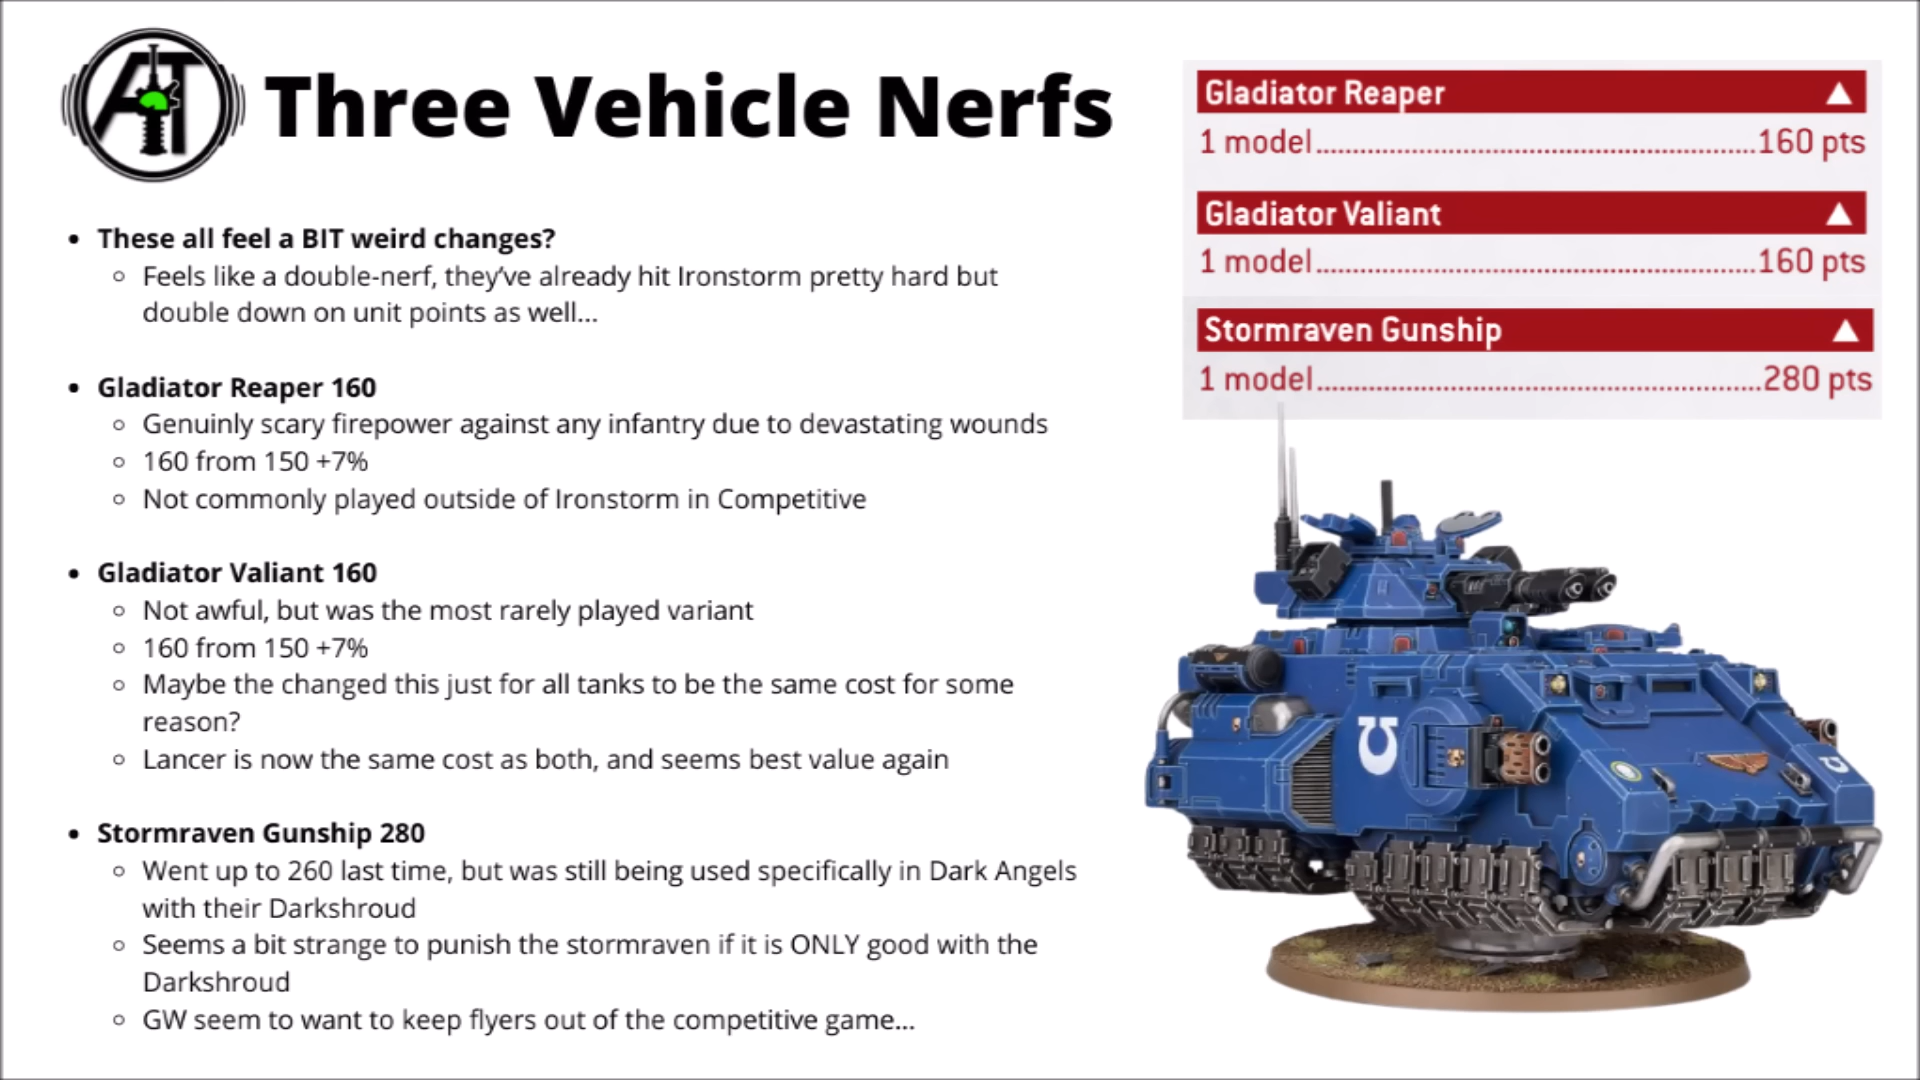 AT
Three Vehicle Nerfs
Gladiator Reaper ▲
1 model........................................................160 pts
Gladiator Valiant ▲
1 model........................................................160 pts
Stormraven Gunship ▲
1 model........................................................280 pts
• These all feel a BIT weird changes?
◦ Feels like a double-nerf, they've already hit Ironstorm pretty hard but
double down on unit points as well...
• Gladiator Reaper 160
◦ Genuinly scary firepower against any infantry due to devastating wounds
◦ 160 from 150 +7%
◦ Not commonly played outside of Ironstorm in Competitive
• Gladiator Valiant 160
◦ Not awful, but was the most rarely played variant
◦ 160 from 150 +7%
◦ Maybe the changed this just for all tanks to be the same cost for some
reason?
◦ Lancer is now the same cost as both, and seems best value again
• Stormraven Gunship 280
◦ Went up to 260 last time, but was still being used specifically in Dark Angels
with their Darkshroud
◦ Seems a bit strange to punish the stormraven if it is ONLY good with the
Darkshroud
◦ GW seem to want to keep flyers out of the competitive game...